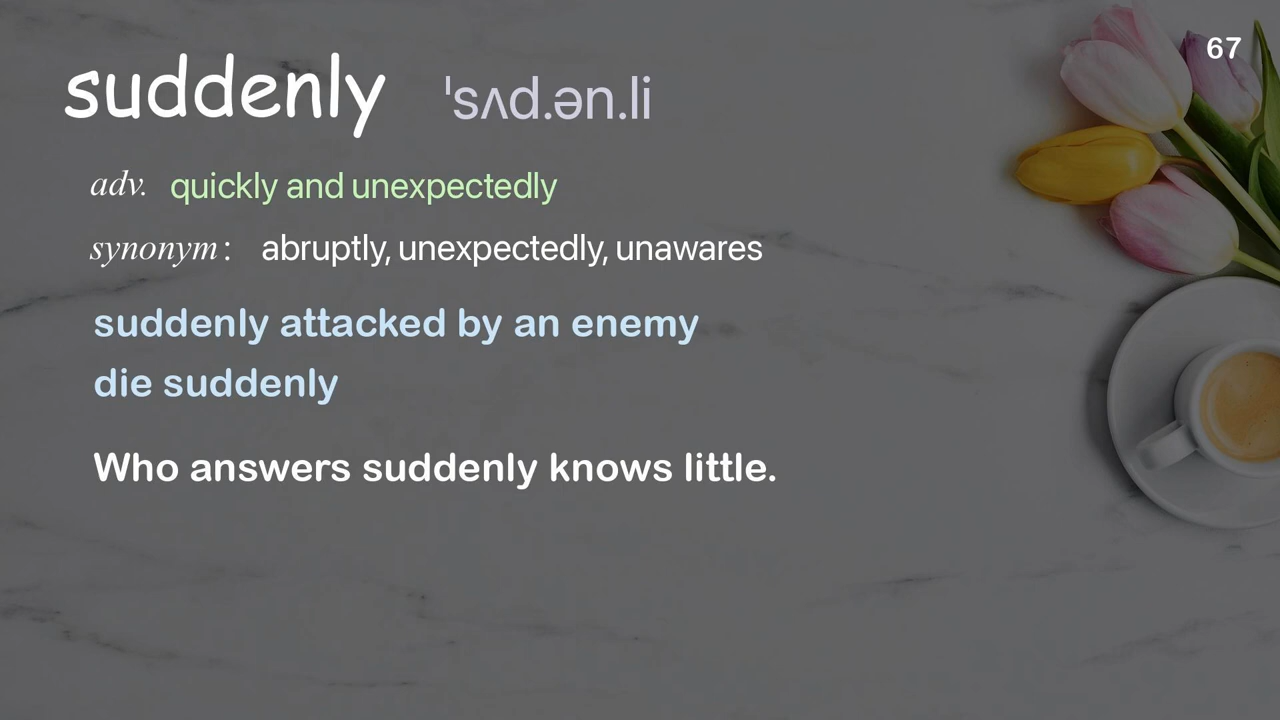 67
suddenly ˈsʌd.ən.li
adv. quickly and unexpectedly
synonym: abruptly, unexpectedly, unawares
suddenly attacked by an enemy
die suddenly
Who answers suddenly knows little.